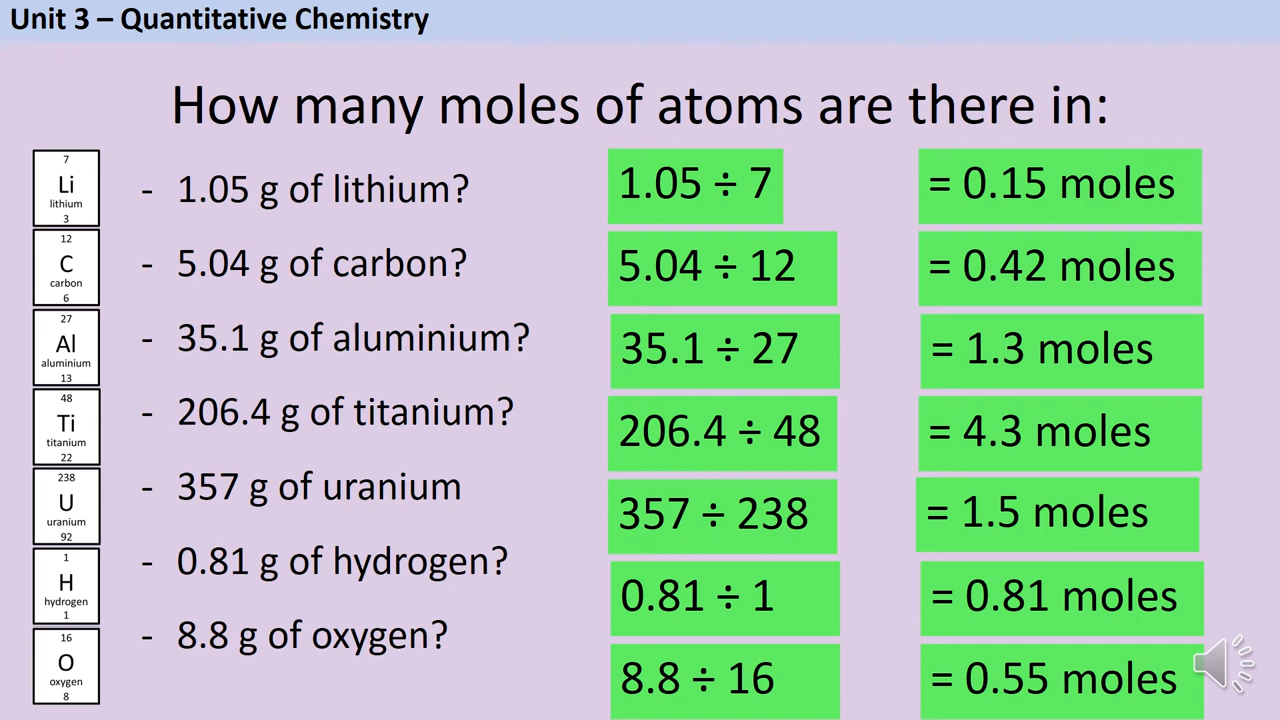 Unit 3 – Quantitative Chemistry
How many moles of atoms are there in:
7
Li
lithium
3
- 1.05 g of lithium?
1.05 ÷ 7
= 0.15 moles
12
C
carbon
6
- 5.04 g of carbon?
5.04 ÷ 12
= 0.42 moles
27
Al
aluminium
13
- 35.1 g of aluminium?
35.1 ÷ 27
= 1.3 moles
48
Ti
titanium
22
- 206.4 g of titanium?
206.4 ÷ 48
= 4.3 moles
238
U
uranium
92
- 357 g of uranium
357 ÷ 238
= 1.5 moles
1
H
hydrogen
1
- 0.81 g of hydrogen?
0.81 ÷ 1
= 0.81 moles
16
O
oxygen
8
- 8.8 g of oxygen?
8.8 ÷ 16
= 0.55 moles